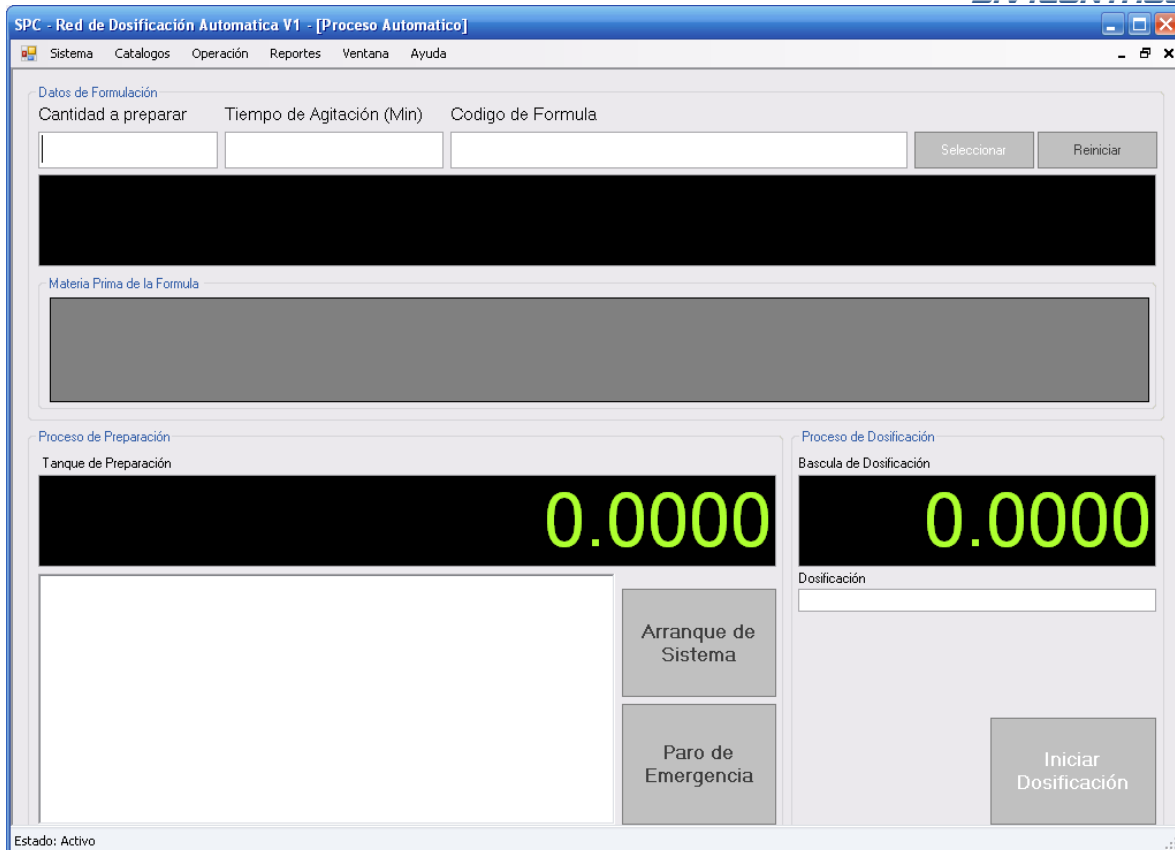 SPC - Red de Dosificación Automatica V1 - [Proceso Automatico]
Sistema Catalogos Operación Reportes Ventana Ayuda
Datos de Formulación
Cantidad a preparar Tiempo de Agitación (Min) Codigo de Formula
Seleccionar Reiniciar
Materia Prima de la Formula
Proceso de Preparación Proceso de Dosificación
Tanque de Preparación Bascula de Dosificación
0.0000 0.0000
Dosificación
Arranque de
Sistema
Paro de
Emergencia
Iniciar
Dosificación
Estado: Activo